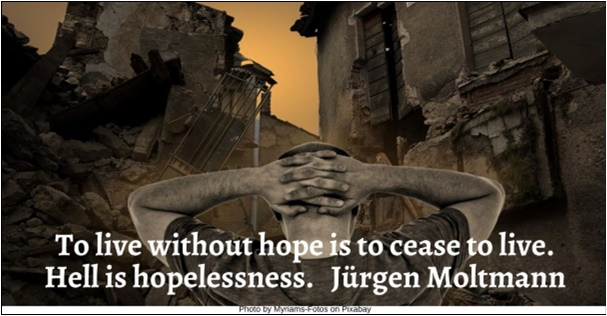 To live without hope is to cease to live.
Hell is hopelessness. Jürgen Moltmann
Photo by Myriams-Fotos on Pixabay